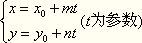 {x = x₀ + mt
y = y₀ + nt (t为参数)